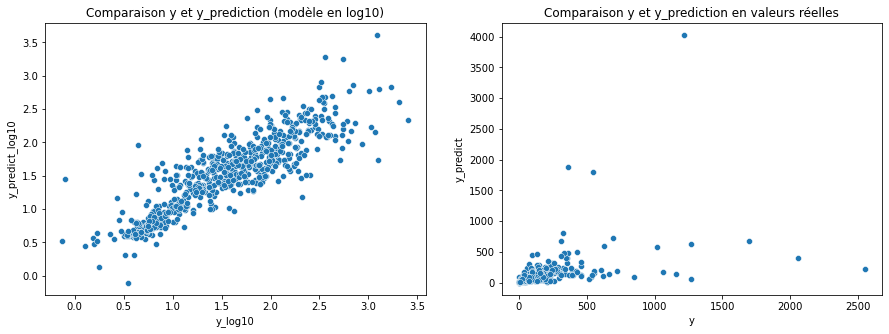 Comparaison y et y_prediction (modèle en log10)
y_predict_log10
3.5
3.0
2.5
2.0
1.5
1.0
0.5
0.0
0.0 0.5 1.0 1.5 2.0 2.5 3.0 3.5
y_log10
Comparaison y et y_prediction en valeurs réelles
y_predict
4000
3500
3000
2500
2000
1500
1000
500
0
0 500 1000 1500 2000 2500
y